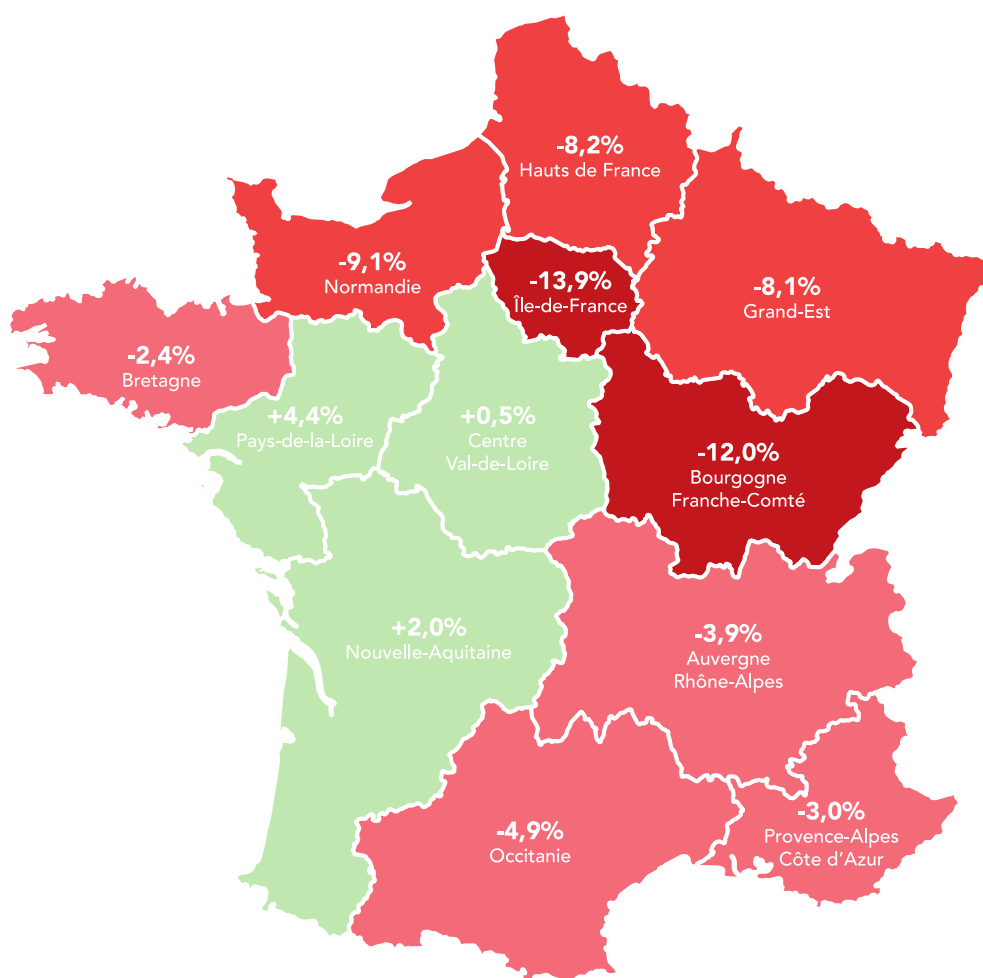 -8,2%
Hauts de France
-9,1%
Normandie
-13,9%
Île-de-France
-8,1%
Grand-Est
-2,4%
Bretagne
+4,4%
Pays-de-la-Loire
+0,5%
Centre
Val-de-Loire
-12,0%
Bourgogne
Franche-Comté
+2,0%
Nouvelle-Aquitaine
-3,9%
Auvergne
Rhône-Alpes
-4,9%
Occitanie
-3,0%
Provence-Alpes
Côte d'Azur